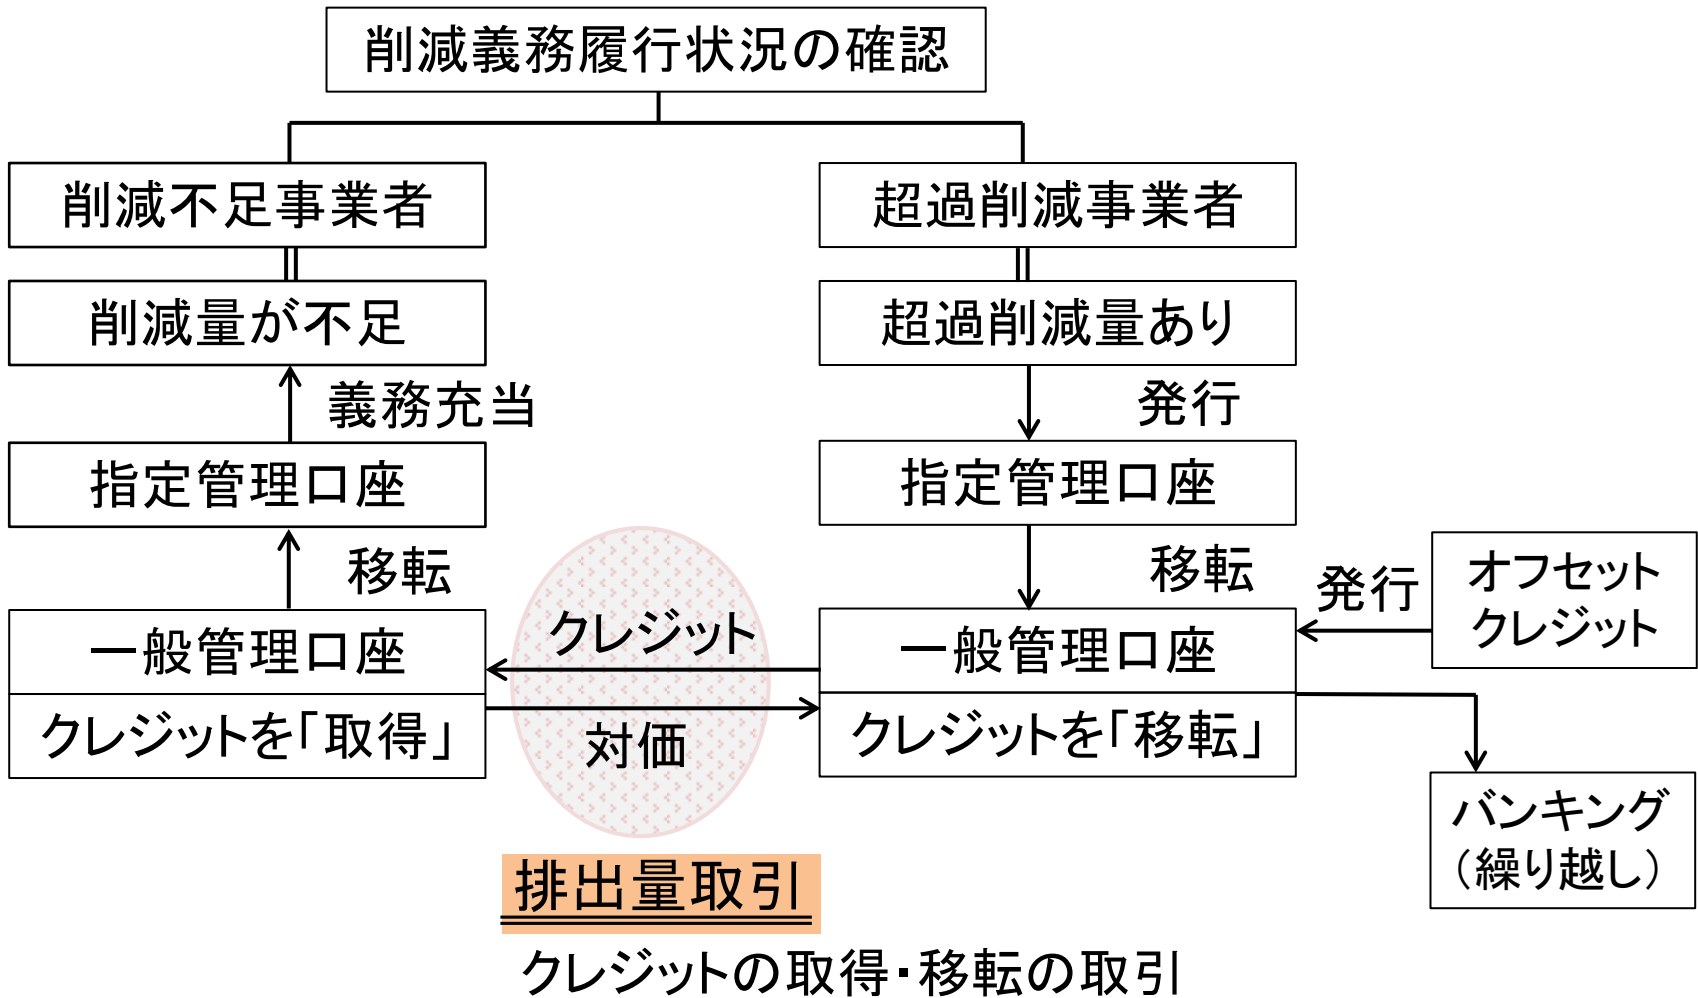 削減義務履行状況の確認
削減不足事業者
超過削減事業者
削減量が不足
超過削減量あり
義務充当
発行
指定管理口座
指定管理口座
移転
移転
発行
オフセット
クレジット
一般管理口座
クレジット
一般管理口座
クレジットを「取得」
対価
クレジットを「移転」
バンキング
（繰り越し）
排出量取引
クレジットの取得・移転の取引